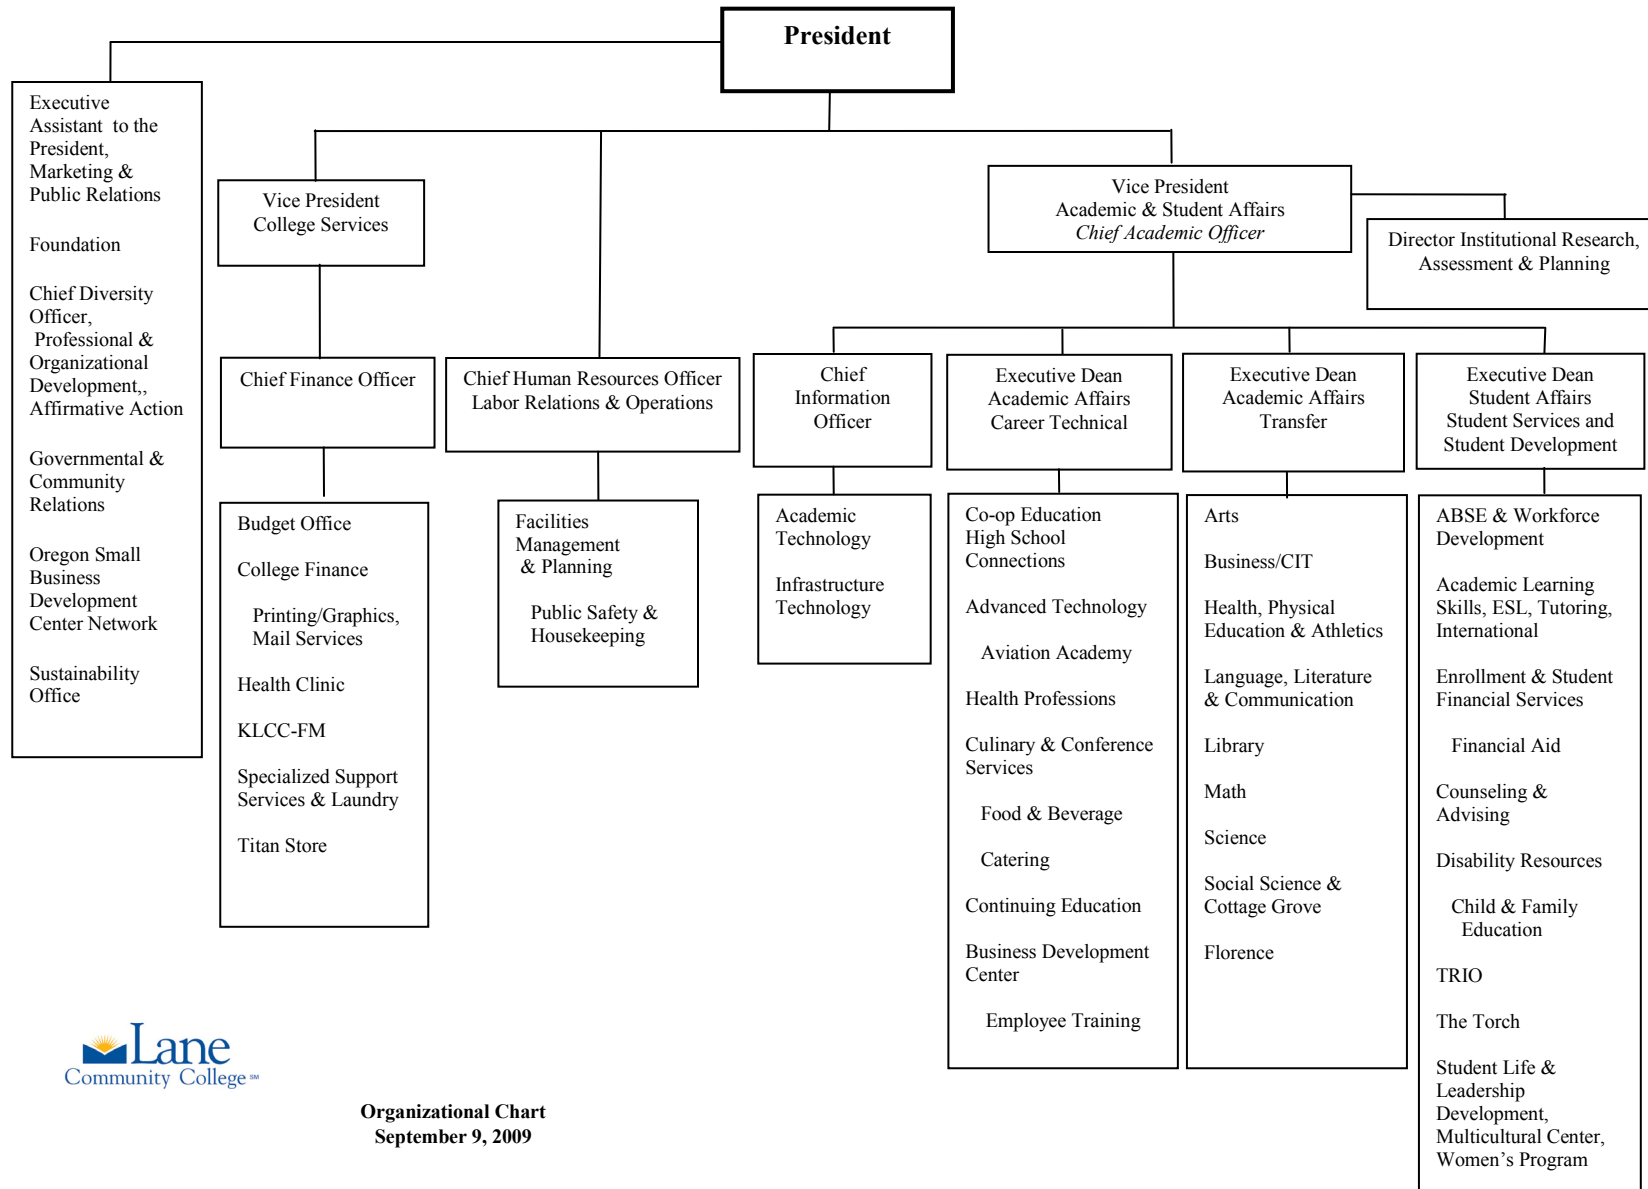 President
Executive
Assistant to the
President,
Marketing &
Public Relations
Foundation
Chief Diversity
Officer,
Professional &
Organizational
Development,,
Affirmative Action
Governmental &
Community
Relations
Oregon Small
Business
Development
Center Network
Sustainability
Office
Vice President
College Services
Vice President
Academic & Student Affairs
Chief Academic Officer
Director Institutional Research,
Assessment & Planning
Chief Finance Officer
Chief Human Resources Officer
Labor Relations & Operations
Chief
Information
Officer
Executive Dean
Academic Affairs
Career Technical
Executive Dean
Academic Affairs
Transfer
Executive Dean
Student Affairs
Student Services and
Student Development
Budget Office
College Finance
Printing/Graphics,
Mail Services
Health Clinic
KLCC-FM
Specialized Support
Services & Laundry
Titan Store
Facilities
Management
& Planning
Public Safety &
Housekeeping
Academic
Technology
Infrastructure
Technology
Co-op Education
High School
Connections
Advanced Technology
Aviation Academy
Health Professions
Culinary & Conference
Services
Food & Beverage
Catering
Continuing Education
Business Development
Center
Employee Training
Arts
Business/CIT
Health, Physical
Education & Athletics
Language, Literature
& Communication
Library
Math
Science
Social Science &
Cottage Grove
Florence
ABSE & Workforce
Development
Academic Learning
Skills, ESL, Tutoring,
International
Enrollment & Student
Financial Services
Financial Aid
Counseling &
Advising
Disability Resources
Child & Family
Education
TRIO
The Torch
Student Life &
Leadership
Development,
Multicultural Center,
Women’s Program
Lane
Community College℠
Organizational Chart
September 9, 2009